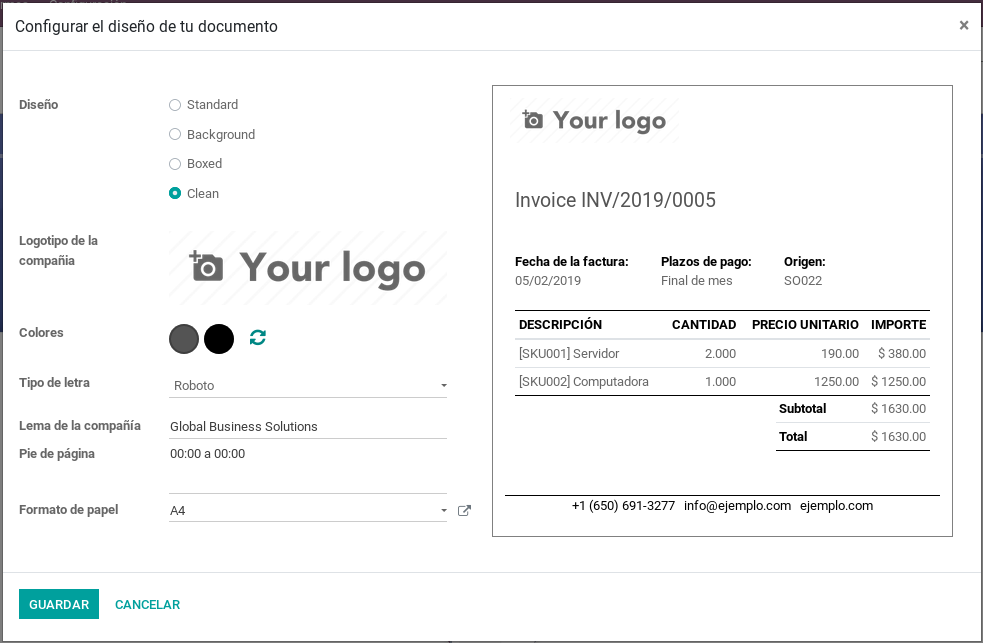 Configurar el diseño de tu documento
×
Diseño
Standard
Background
Boxed
Clean
Logotipo de la
compañia
Your logo
Colores
Tipo de letra
Roboto
Lema de la compañía
Global Business Solutions
Pie de página
00:00 a 00:00
Formato de papel
A4
Your logo
Invoice INV/2019/0005
Fecha de la factura: Plazos de pago: Origen:
05/02/2019 Final de mes SO022
DESCRIPCIÓN CANTIDAD PRECIO UNITARIO IMPORTE
[SKU001] Servidor 2.000 190.00 $ 380.00
[SKU002] Computadora 1.000 1250.00 $ 1250.00
Subtotal $ 1630.00
Total $ 1630.00
+1 (650) 691-3277 info@ejemplo.com ejemplo.com
GUARDAR CANCELAR